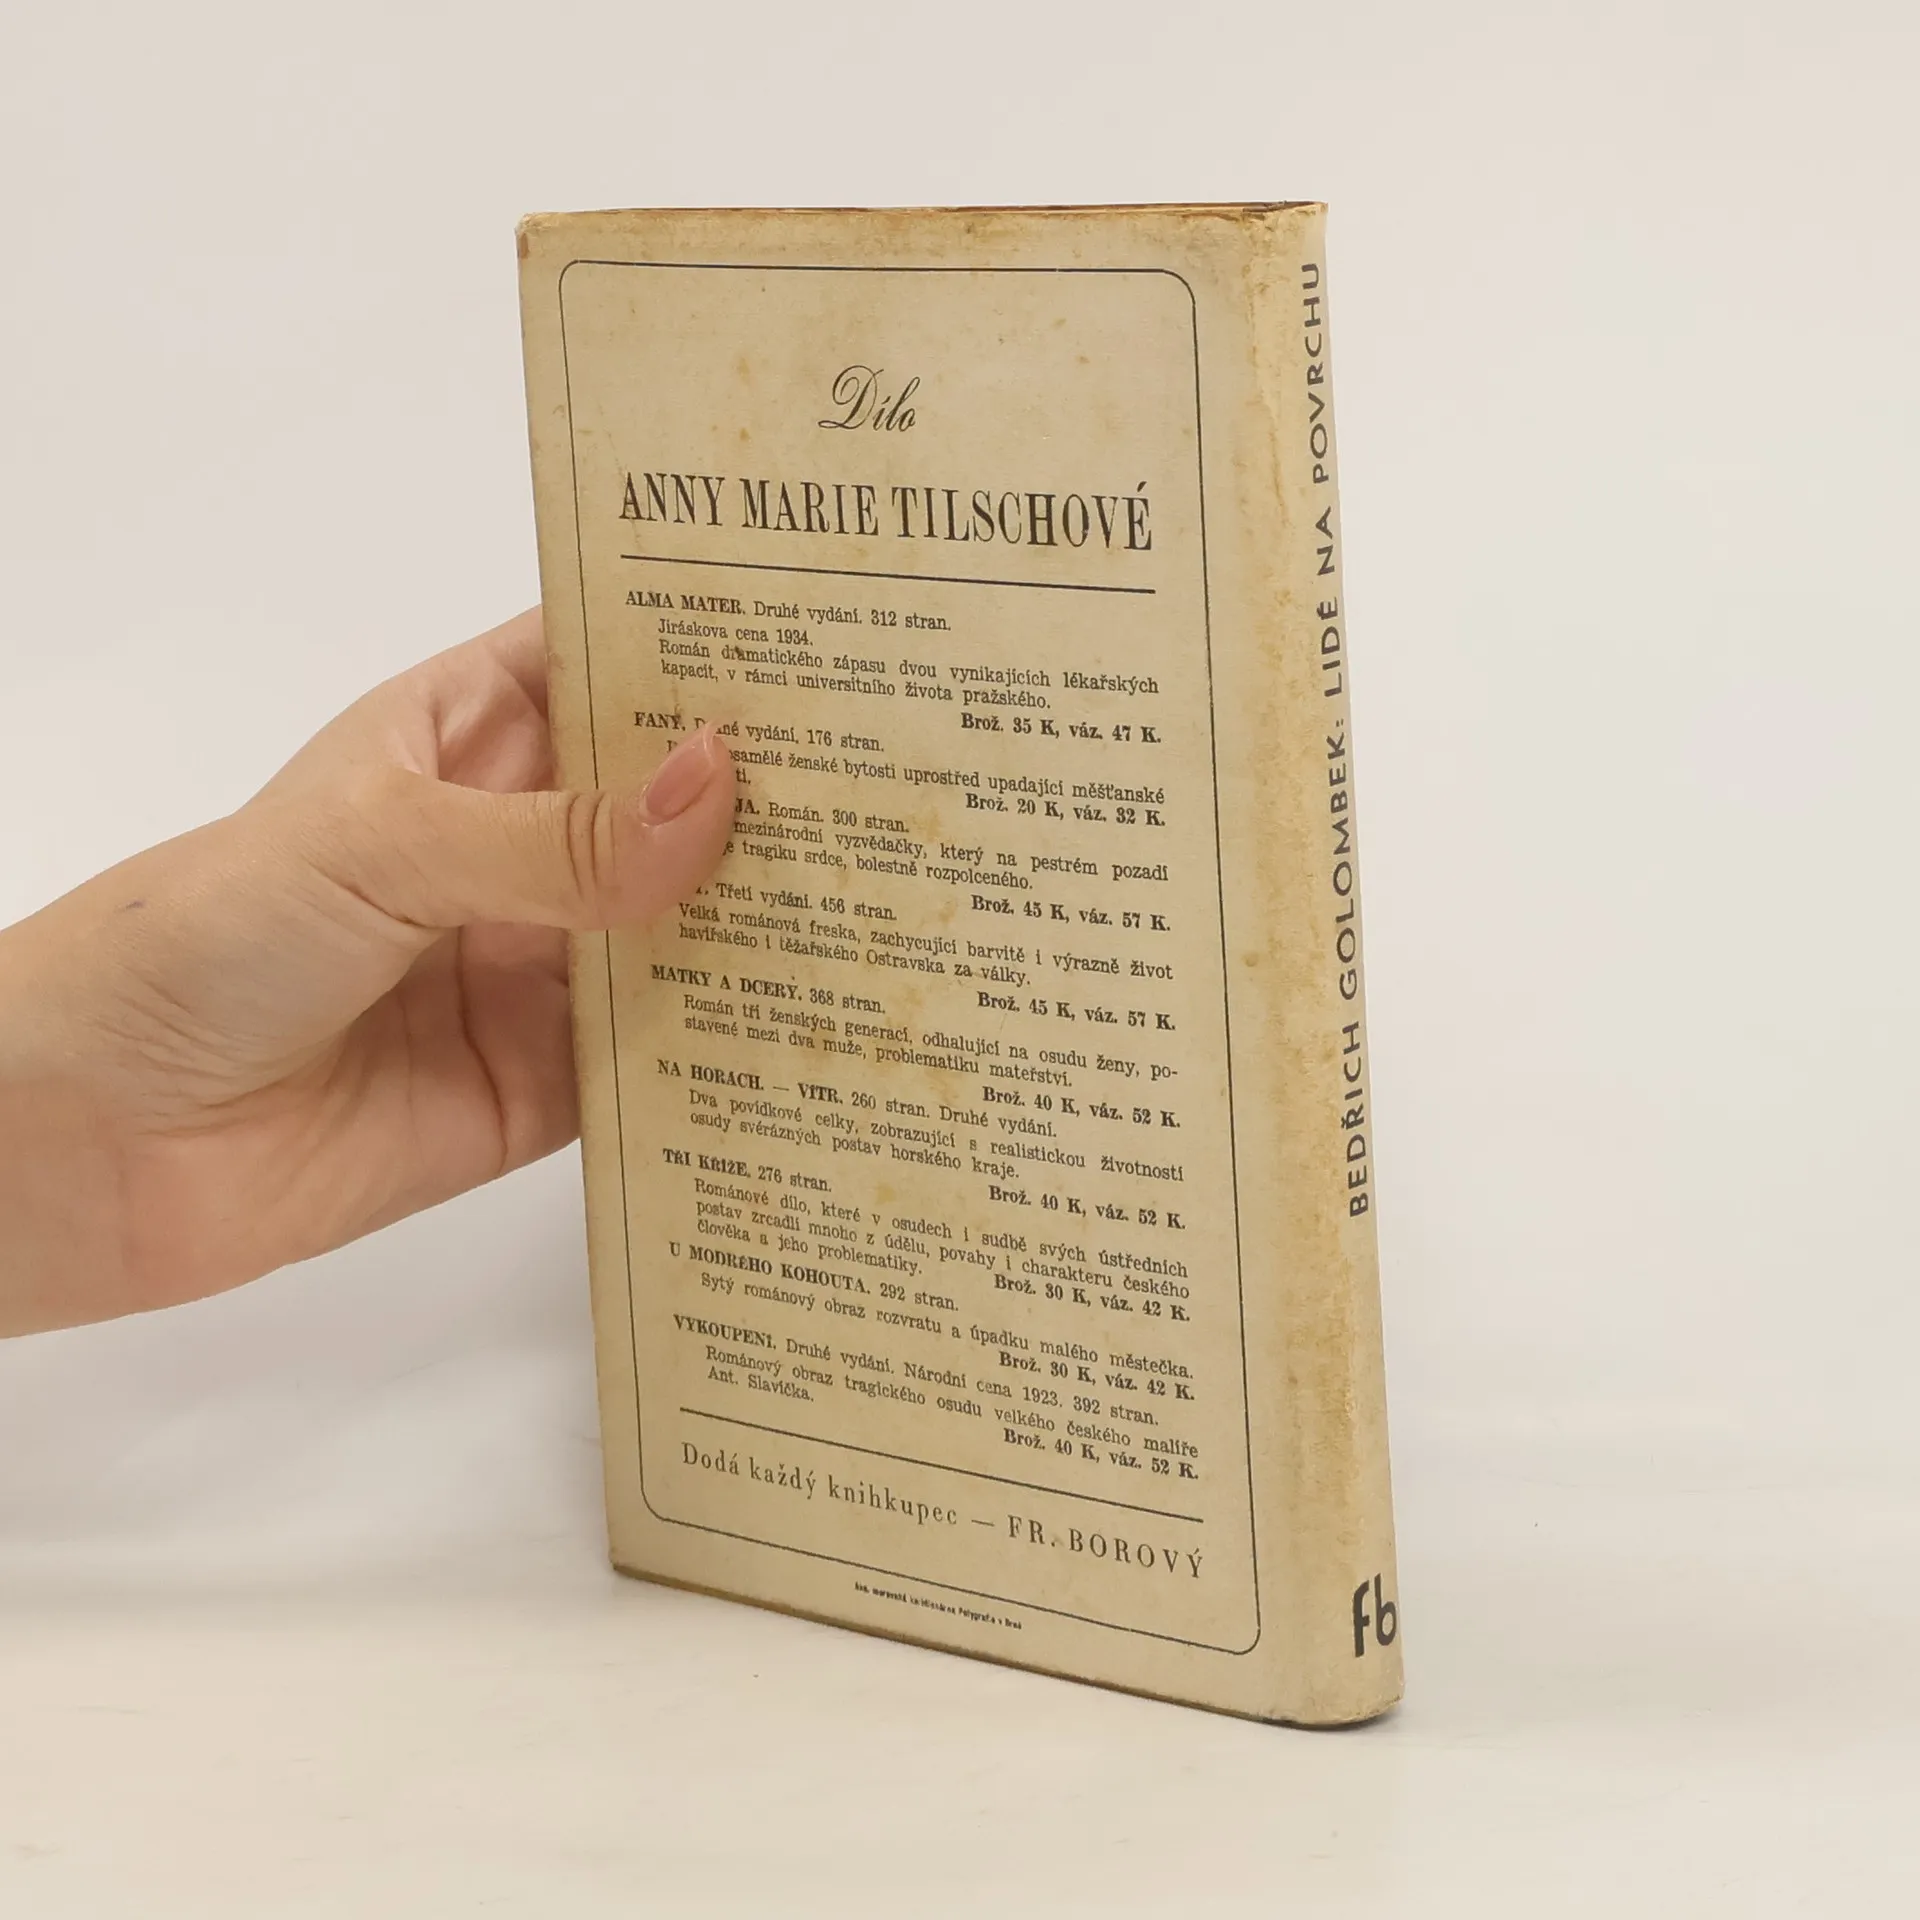 Dílo
ANNY MARIE TILSCHOVÉ
ALMA MATER. Druhé vydání. 312 stran.
Jiráskova cena 1934.
Román dramatického zápasu dvou vynikajících lékařských
kapacit, v rámci universitního života pražského.
Brož. 35 K, váz. 47 K.
FANY. vydání. 176 stran.
ženské bytosti uprostřed upadající měšťanské
Brož. 20 K, váz. 32 K.
Román. 300 stran.
mezinárodní vyzvědačky, který na pestrém pozadí
tragiku srdce, bolestně rozpolceného.
Brož. 45 K, váz. 57 K.
Třetí vydání. 456 stran.
Velká románová freska, zachycující barvitě i výrazně život
havířského i těžařského Ostravska za války.
Brož. 45 K, váz. 57 K.
MATKY A DCERY. 368 stran.
Román tří ženských generací, odhalující na osudu ženy, po-
stavené mezi dva muže, problematiku mateřství.
Brož. 40 K, váz. 52 K.
NA HORÁCH. — VÍTR. 260 stran. Druhé vydání.
Dva povídkové celky, zobrazující s realistickou životností
osudy svérázných postav horského kraje.
Brož. 40 K, váz. 52 K.
TŘI KŘÍŽE. 276 stran.
Románové dílo, které v osudech i sudbě svých ústředních
postav zrcadlí mnoho z údělu, povahy i charakteru českého
člověka a jeho problematiky.
Brož. 30 K, váz. 42 K.
U MODRÉHO KOHOUTA. 292 stran.
Sytý románový obraz rozvratu a úpadku malého městečka.
Brož. 30 K, váz. 42 K.
VYKOUPENÍ. Druhé vydání. Národní cena 1923. 392 stran.
Románový obraz tragického osudu velkého českého malíře
Ant. Slavíčka.
Brož. 40 K, váz. 52 K.
Dodá každý knihkupec — FR. BOROVÝ
Polygrafie v Brně
BEDŘICH GOLOMBEK: LIDÉ NA POVRCHU
fb